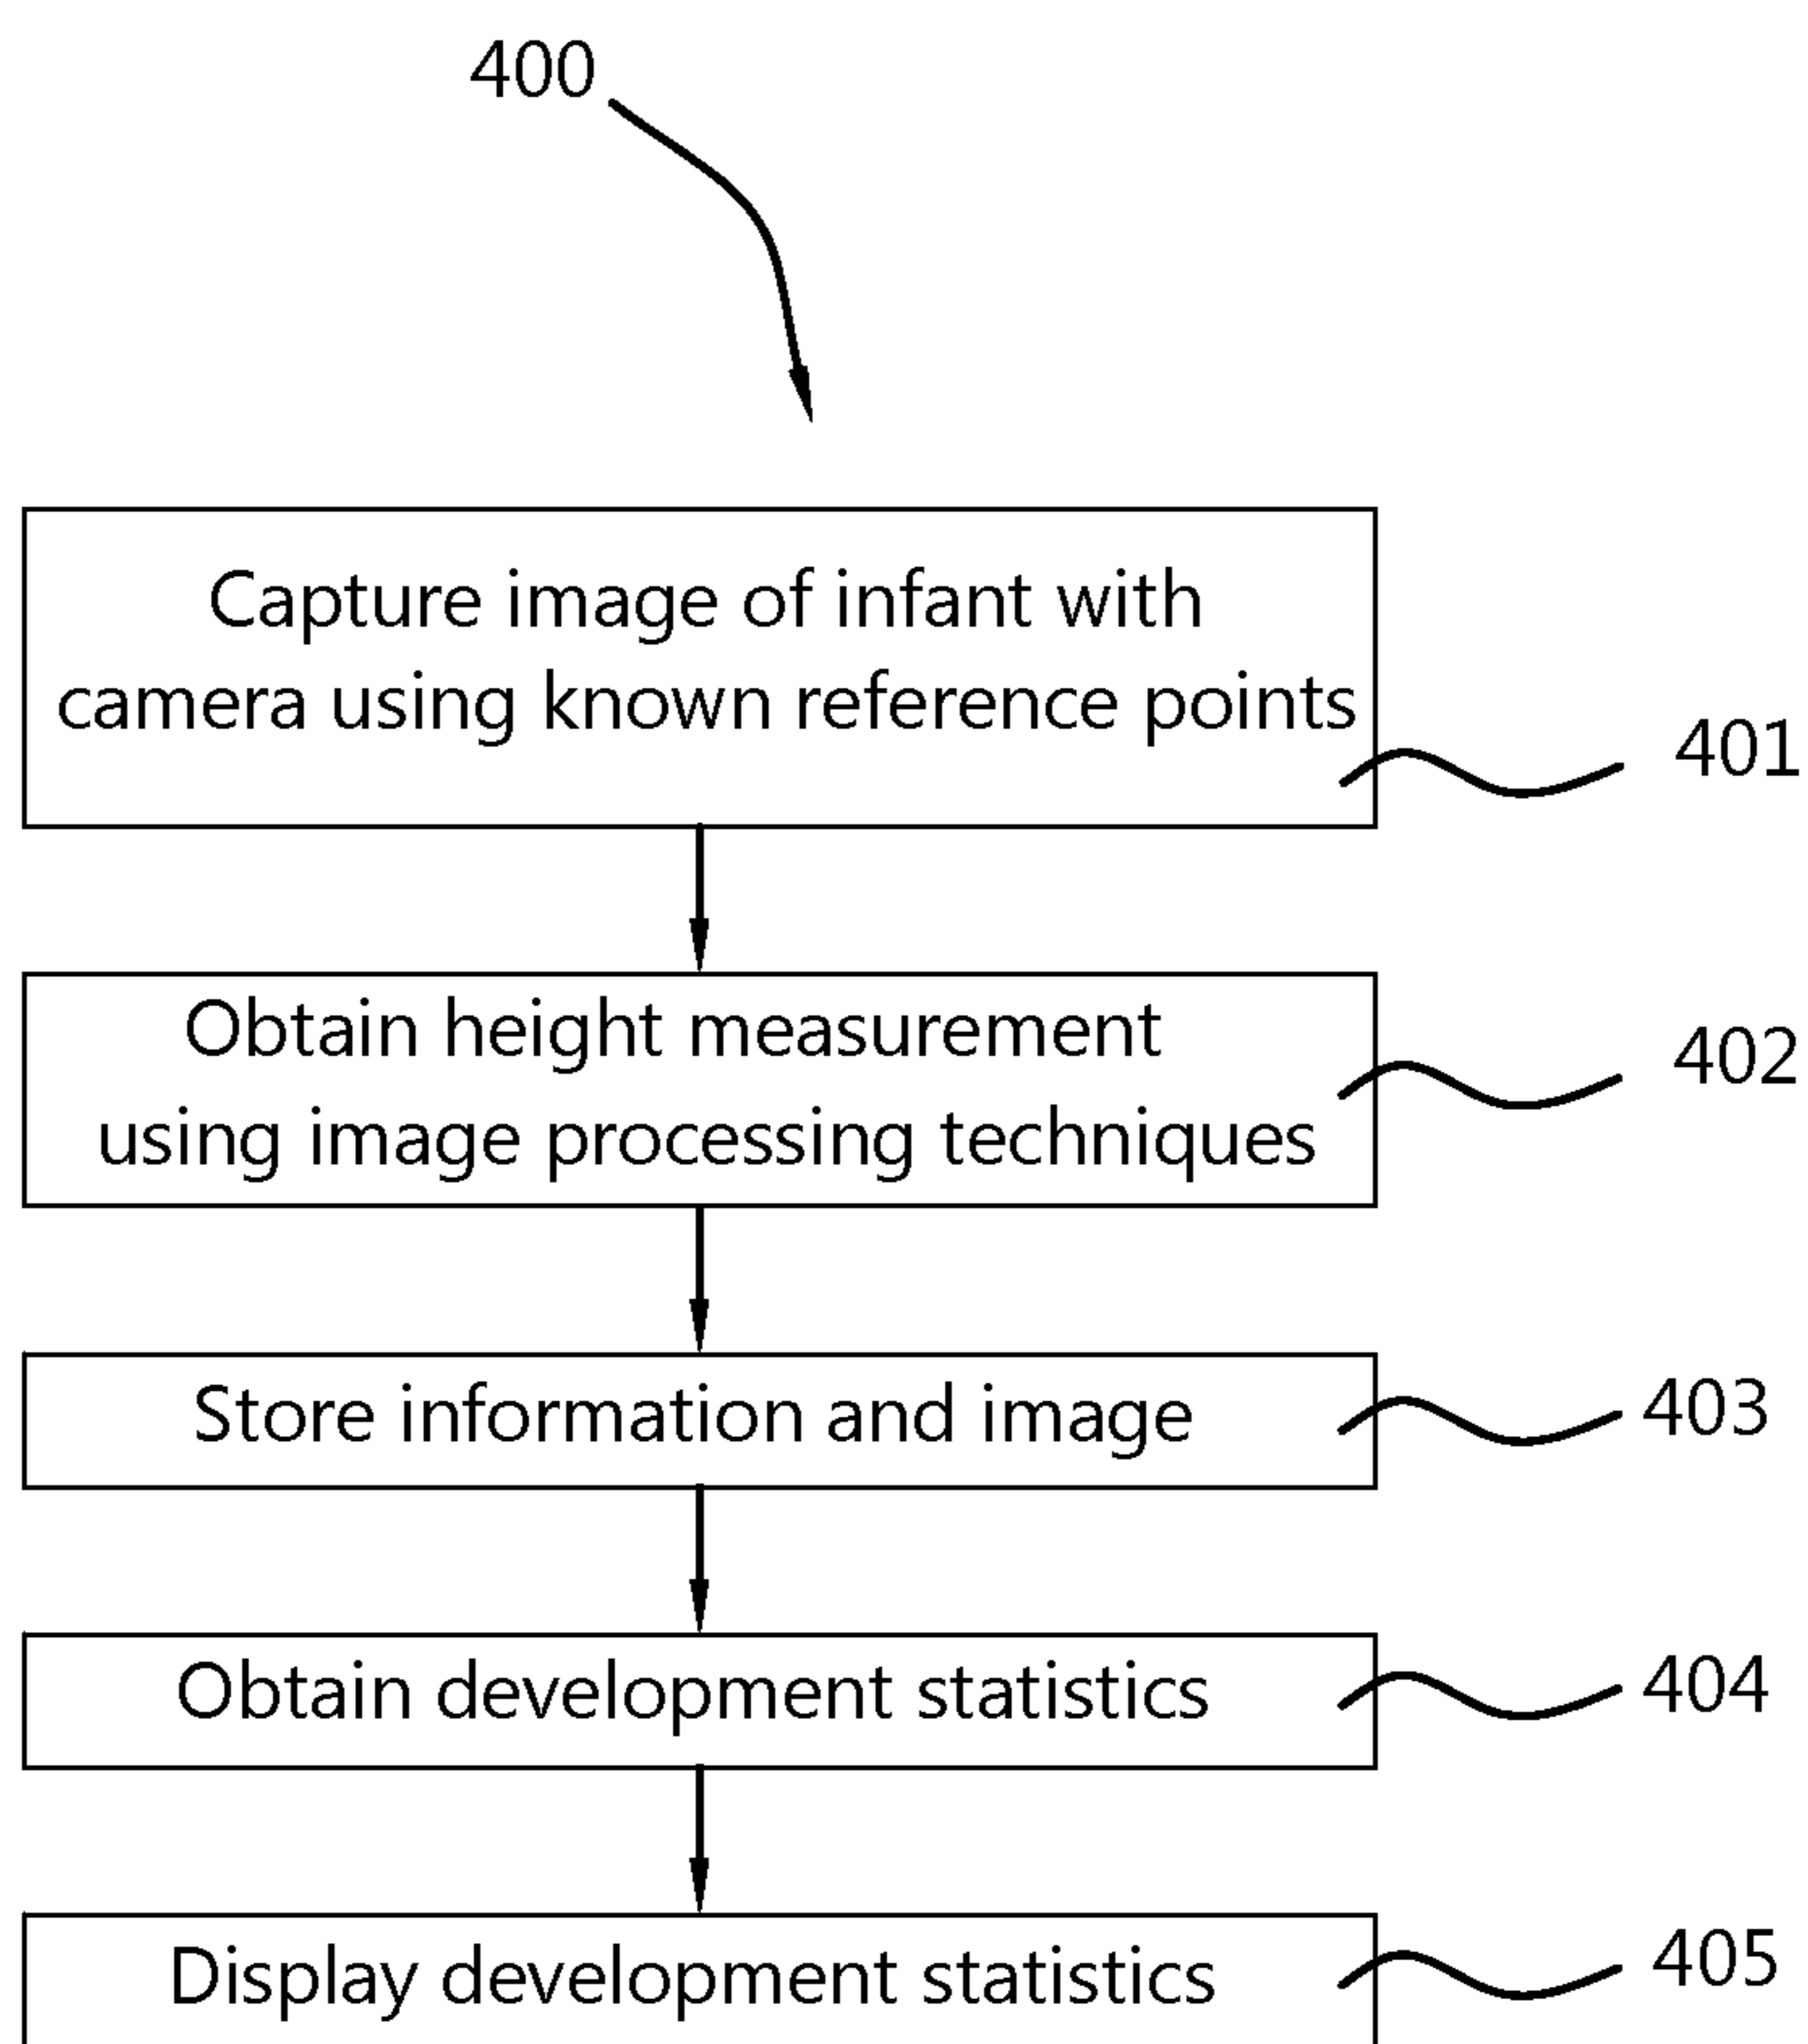 400
Capture image of infant with
camera using known reference points
401
Obtain height measurement
using image processing techniques
402
Store information and image
403
Obtain development statistics
404
Display development statistics
405